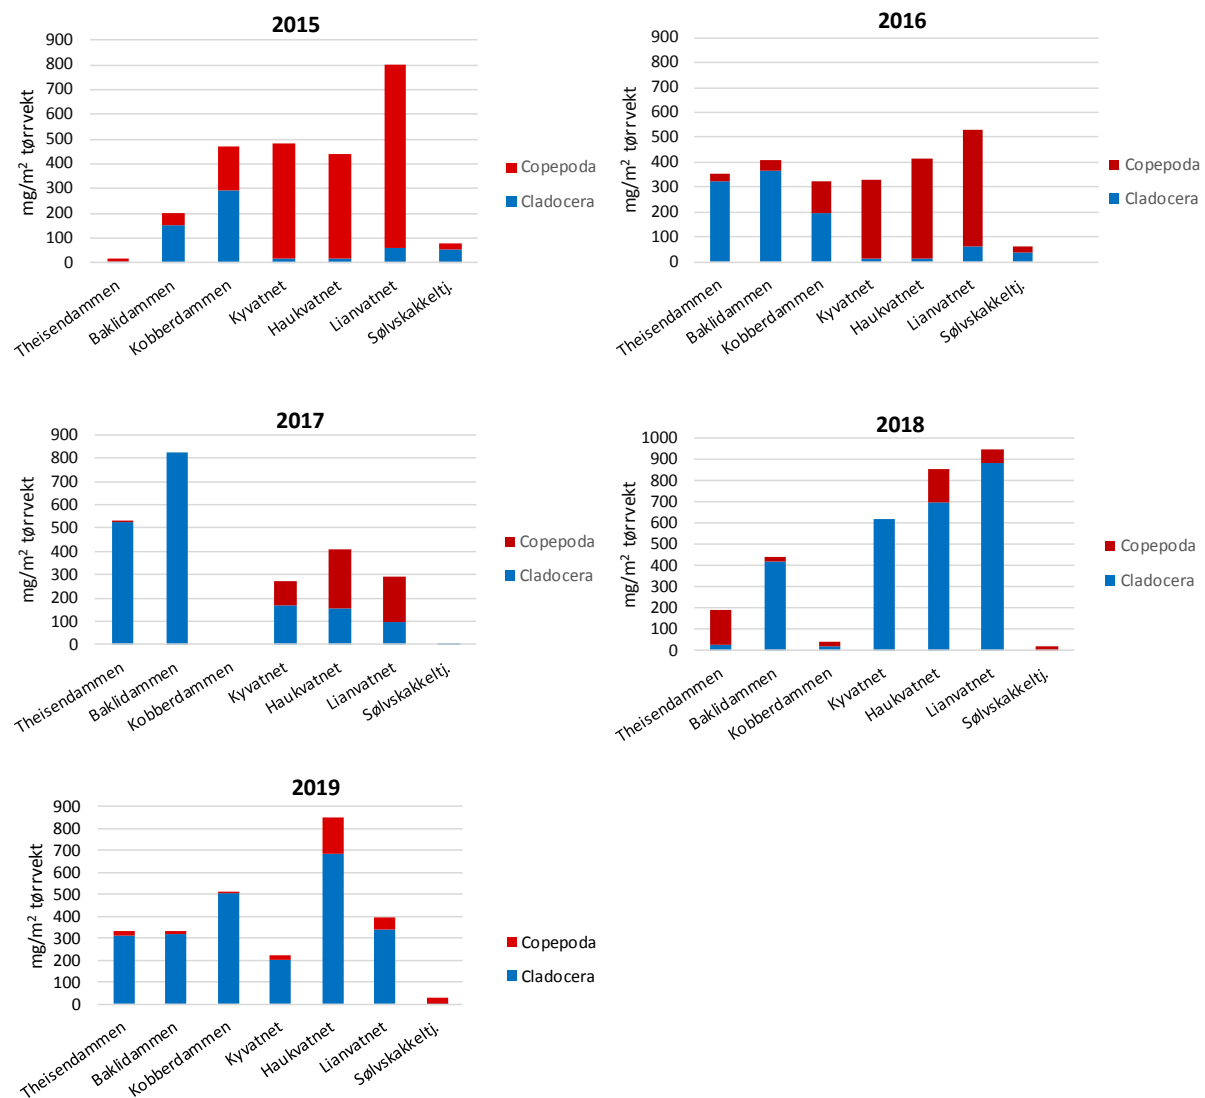 2015
mg/m² tørrvekt
900
800
700
600
500
400
300
200
100
0
Theisendammen
Baklidammen
Kobberdammen
Kyvatnet
Haukvatnet
Lianvatnet
Sølvskakkeltj.
Copepoda
Cladocera
2016
mg/m² tørrvekt
900
800
700
600
500
400
300
200
100
0
Theisendammen
Baklidammen
Kobberdammen
Kyvatnet
Haukvatnet
Lianvatnet
Sølvskakkeltj.
Copepoda
Cladocera
2017
mg/m² tørrvekt
900
800
700
600
500
400
300
200
100
0
Theisendammen
Baklidammen
Kobberdammen
Kyvatnet
Haukvatnet
Lianvatnet
Sølvskakkeltj.
Copepoda
Cladocera
2018
mg/m² tørrvekt
1000
900
800
700
600
500
400
300
200
100
0
Theisendammen
Baklidammen
Kobberdammen
Kyvatnet
Haukvatnet
Lianvatnet
Sølvskakkeltj.
Copepoda
Cladocera
2019
mg/m² tørrvekt
900
800
700
600
500
400
300
200
100
0
Theisendammen
Baklidammen
Kobberdammen
Kyvatnet
Haukvatnet
Lianvatnet
Sølvskakkeltj.
Copepoda
Cladocera